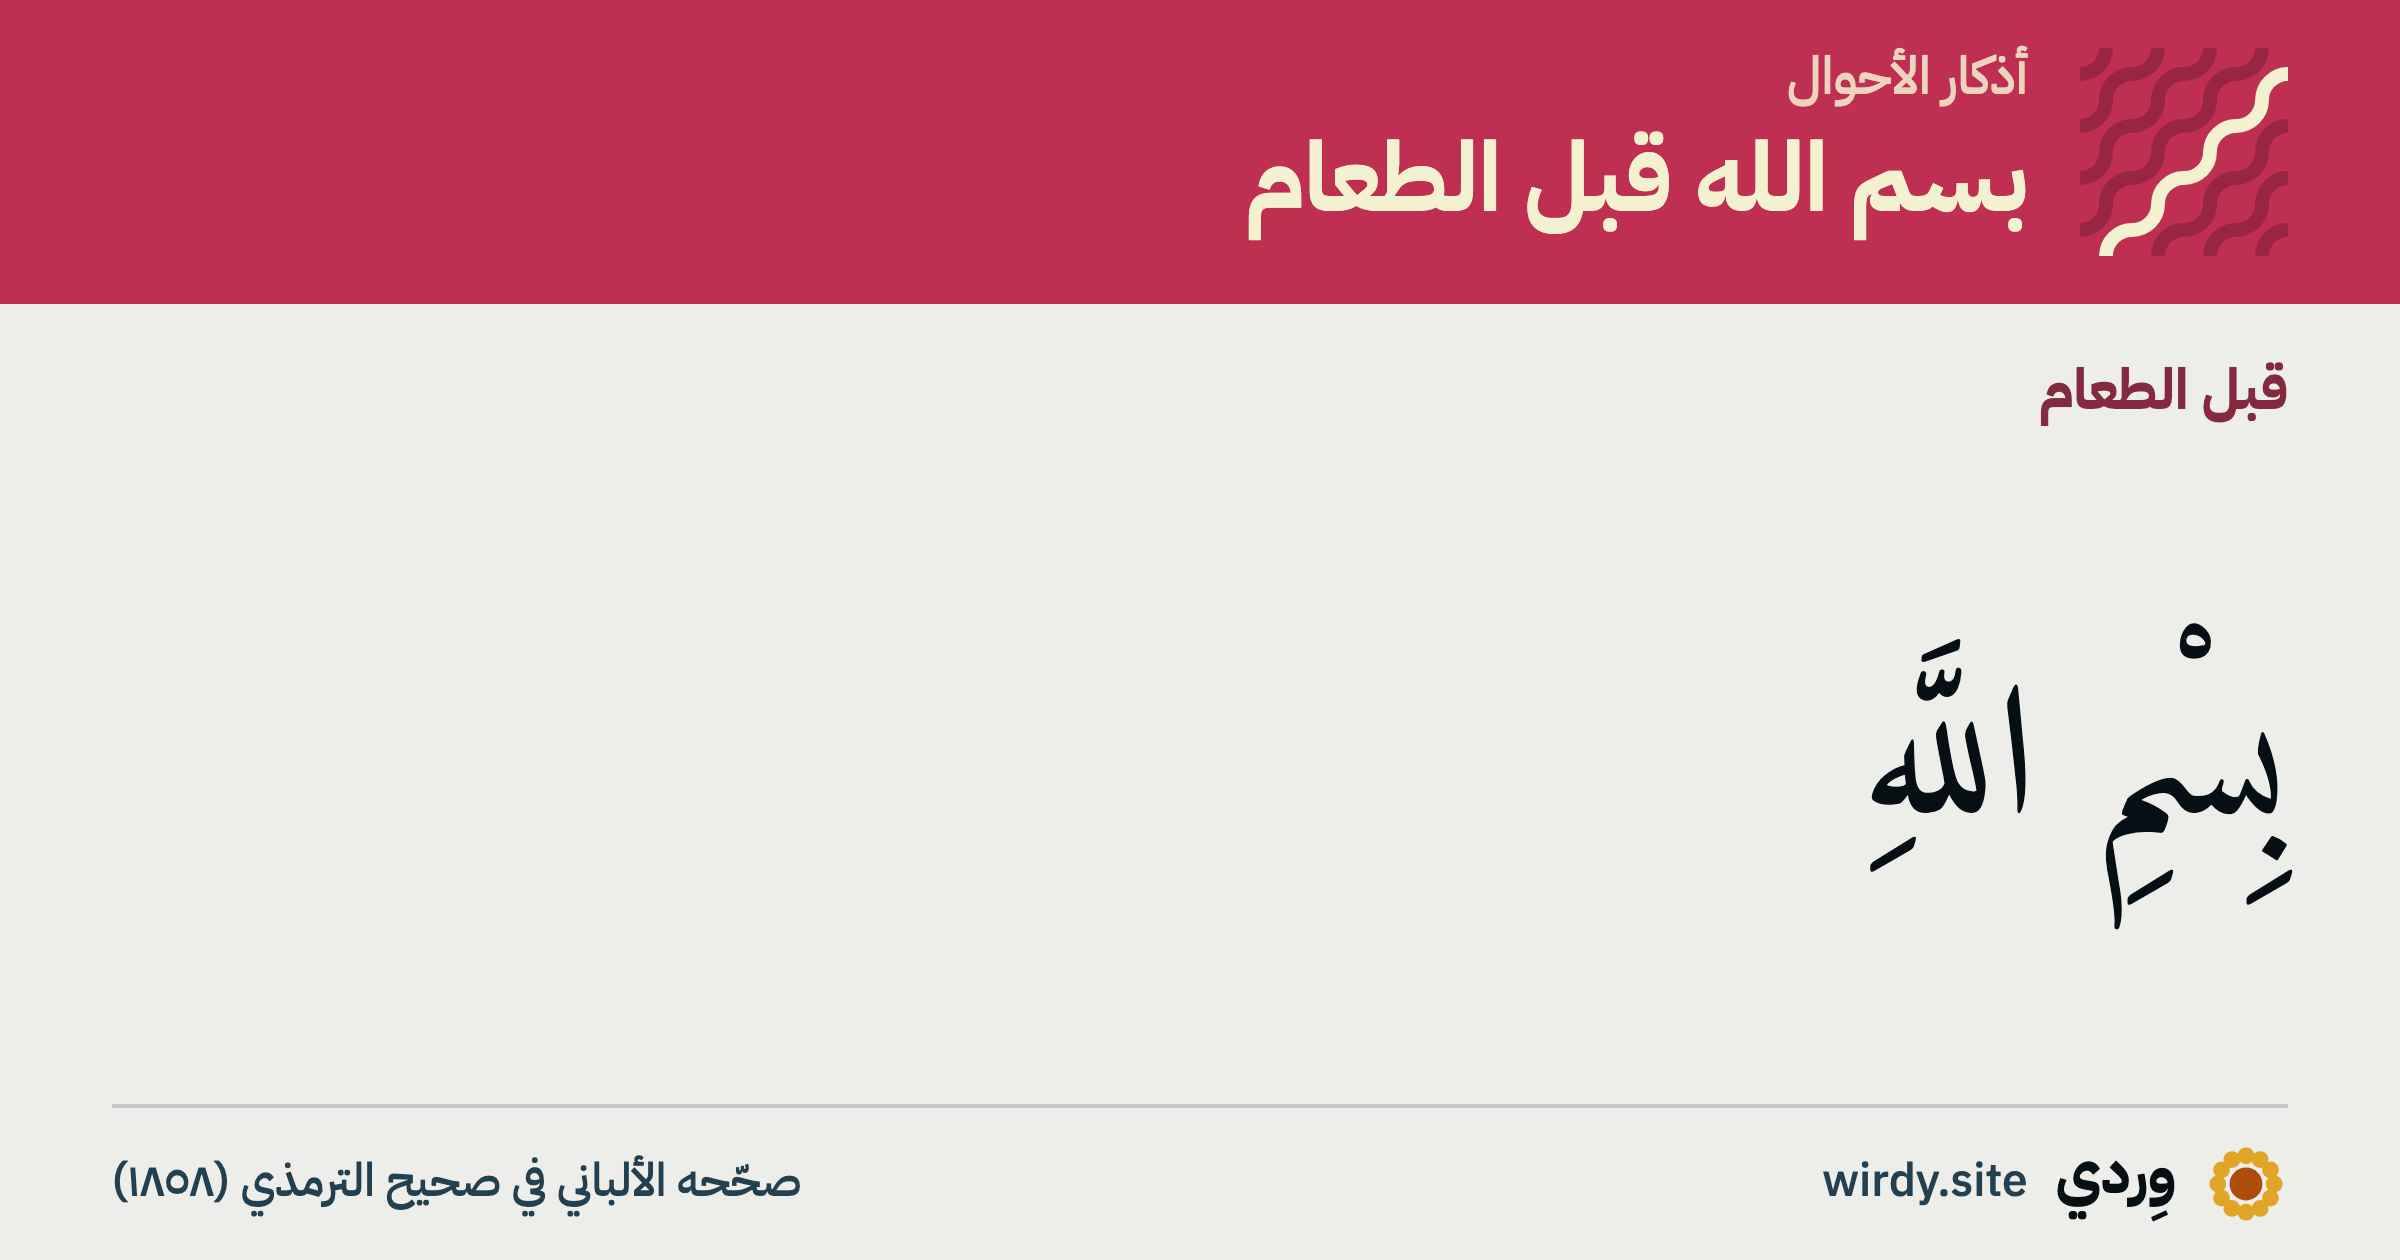 أذكار الأحوال
بسم الله قبل الطعام
قبل الطعام
بِسْمِ اللَّهِ
وِردي wirdy.site
صحّحه الألباني في صحيح الترمذي (١٨٥٨)